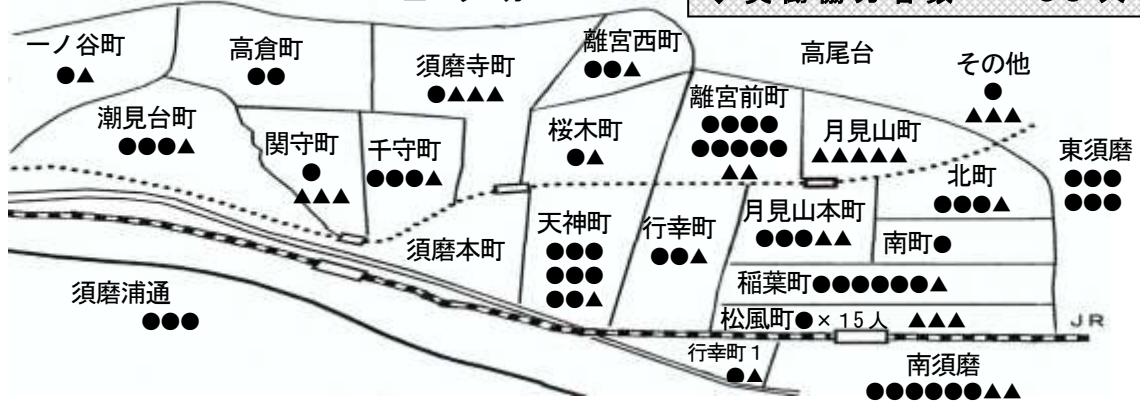 一ノ谷町
●▲
高倉町
●●
須磨寺町
●▲▲▲
離宮西町
●●▲
高尾台
その他
●
▲▲▲
潮見台町
●●●▲
関守町
●
▲▲▲
千守町
●●●▲
桜木町
●▲
離宮前町
●●●●
●●●●●
▲▲
月見山町
▲▲▲▲▲
東須磨
●●●
●●●
北町
●●●▲
須磨本町
天神町
●●●
●●●
●●▲
行幸町
●●▲
月見山本町
●●●▲▲
南町●
稲葉町●●●●●●▲
須磨浦通
●●●
松風町●×15人 ▲▲▲
JR
行幸町1
●▲
南須磨
●●●●●●▲▲